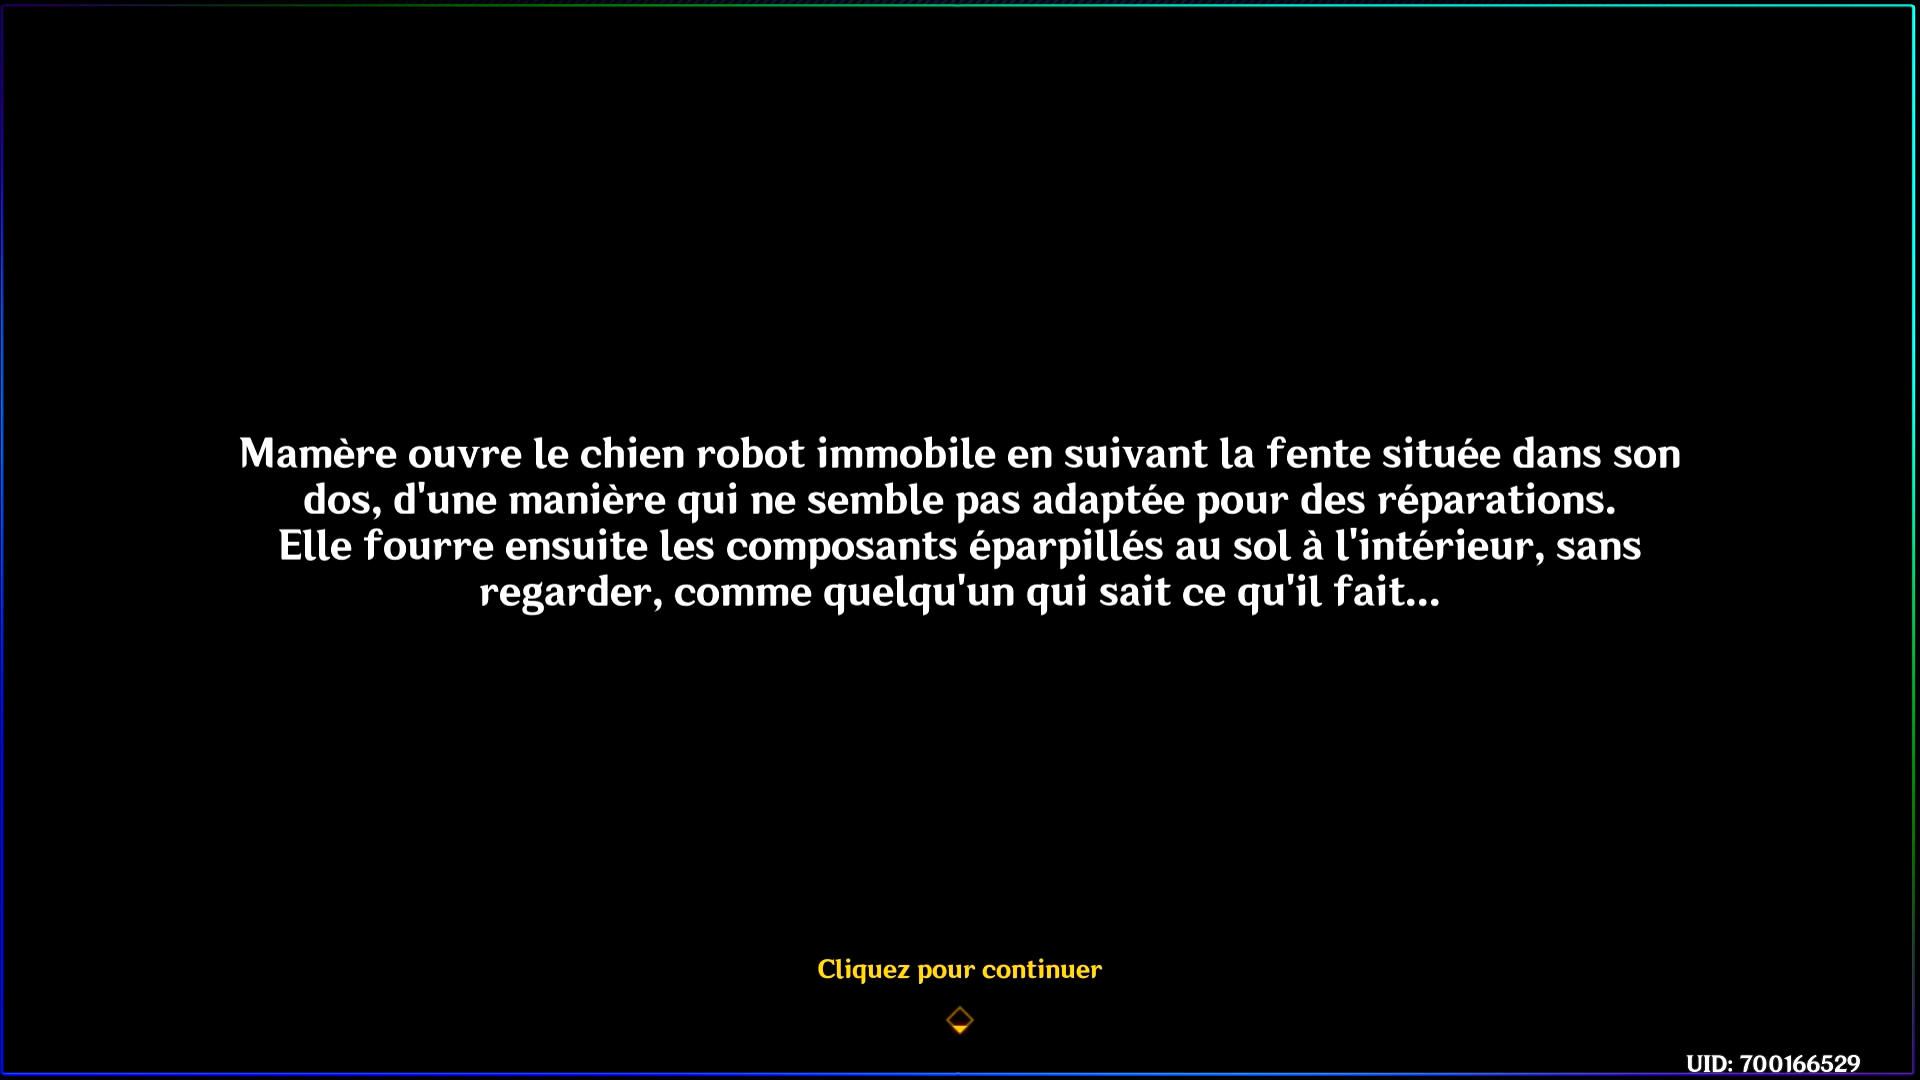 Mamère ouvre le chien robot immobile en suivant la fente située dans son
dos, d'une manière qui ne semble pas adaptée pour des réparations.
Elle fourre ensuite les composants éparpillés au sol à l'intérieur, sans
regarder, comme quelqu'un qui sait ce qu'il fait...
Cliquez pour continuer
UID: 700166529